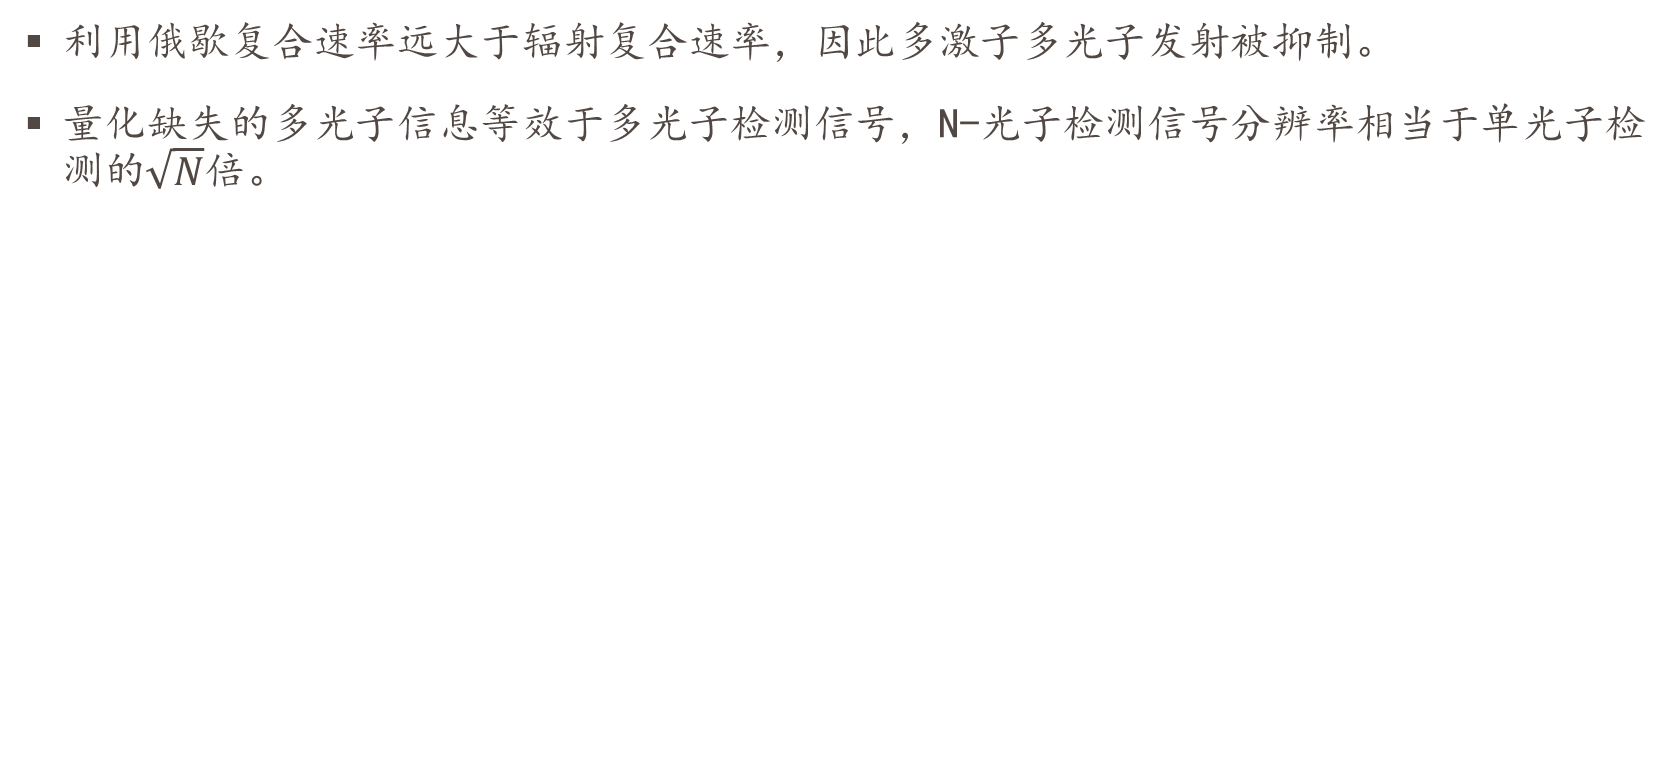 ▪ 利用俄歇复合速率远大于辐射复合速率，因此多激子多光子发射被抑制。
▪ 量化缺失的多光子信息等效于多光子检测信号，N-光子检测信号分辨率相当于单光子检
测的√N倍。